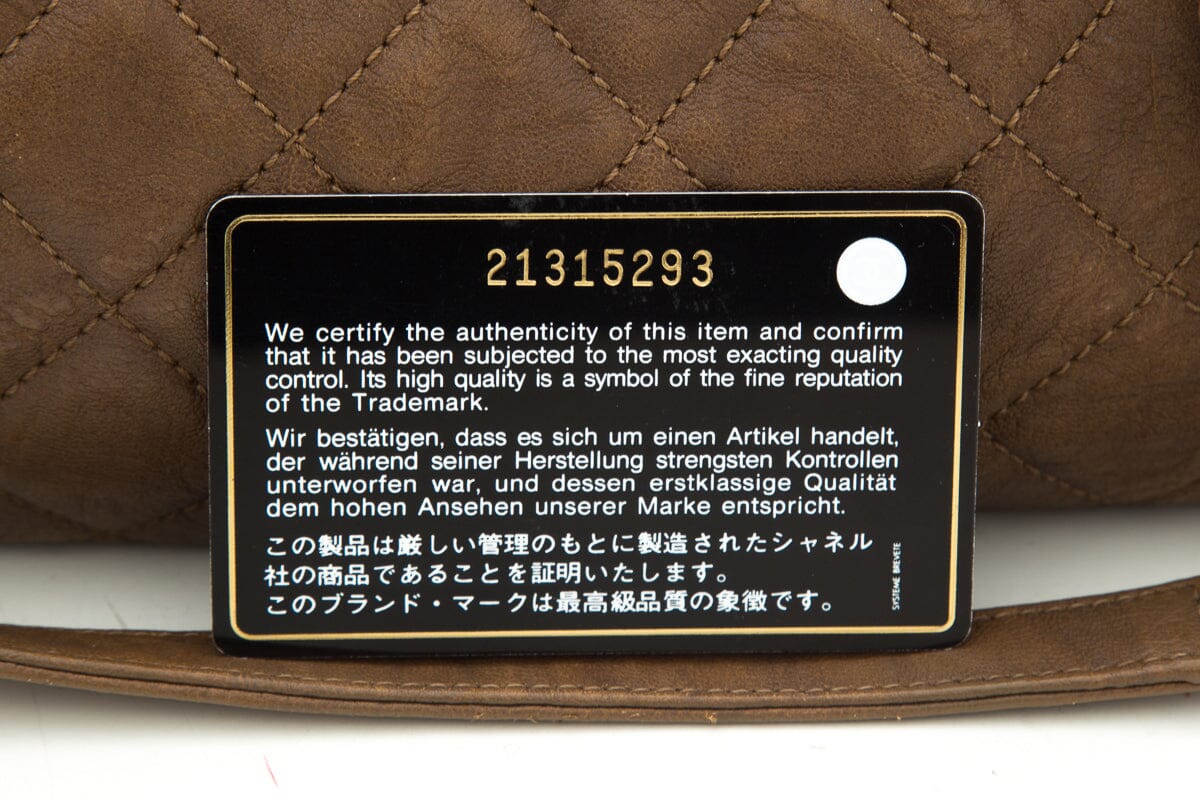 21315293
We certify the authenticity of this item and confirm
that it has been subjected to the most exacting quality
control. Its high quality is a symbol of the fine reputation
of the Trademark.
Wir bestätigen, dass es sich um einen Artikel handelt,
der während seiner Herstellung strengsten Kontrollen
unterworfen war, und dessen erstklassige Qualität
dem hohen Ansehen unserer Marke entspricht.
この製品は厳しい管理のもとに製造されたシャネル
社の商品であることを証明いたします。
このブランド・マークは最高級品質の象徴です。
SYSTEME BREVETE